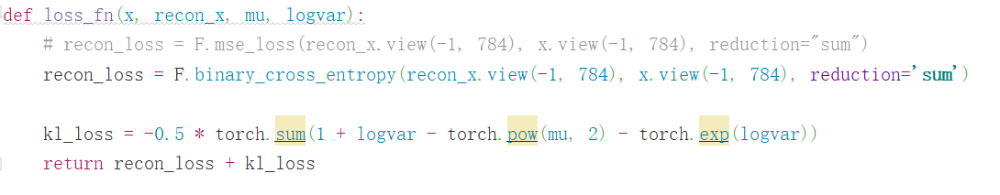 def loss_fn(x, recon_x, mu, logvar):
    # recon_loss = F.mse_loss(recon_x.view(-1, 784), x.view(-1, 784), reduction="sum")
    recon_loss = F.binary_cross_entropy(recon_x.view(-1, 784), x.view(-1, 784), reduction='sum')
    kl_loss = -0.5 * torch.sum(1 + logvar - torch.pow(mu, 2) - torch.exp(logvar))
    return recon_loss + kl_loss